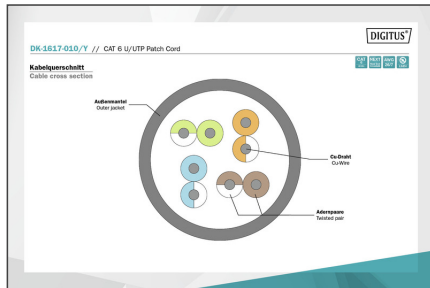 DIGITUS®
DK-1617-010/Y // CAT 6 U/UTP Patch Cord
Kabelquerschnitt
Cable cross section
Außenmantel
Outer jacket
Cu-Draht
Cu-Wire
Adernpaare
Twisted pair